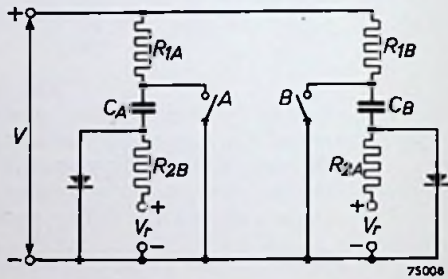 +
R1A
R1B
A
B
CA
CB
V
R2B
R2A
+
+
Vr
Vr
−
−
−
75008